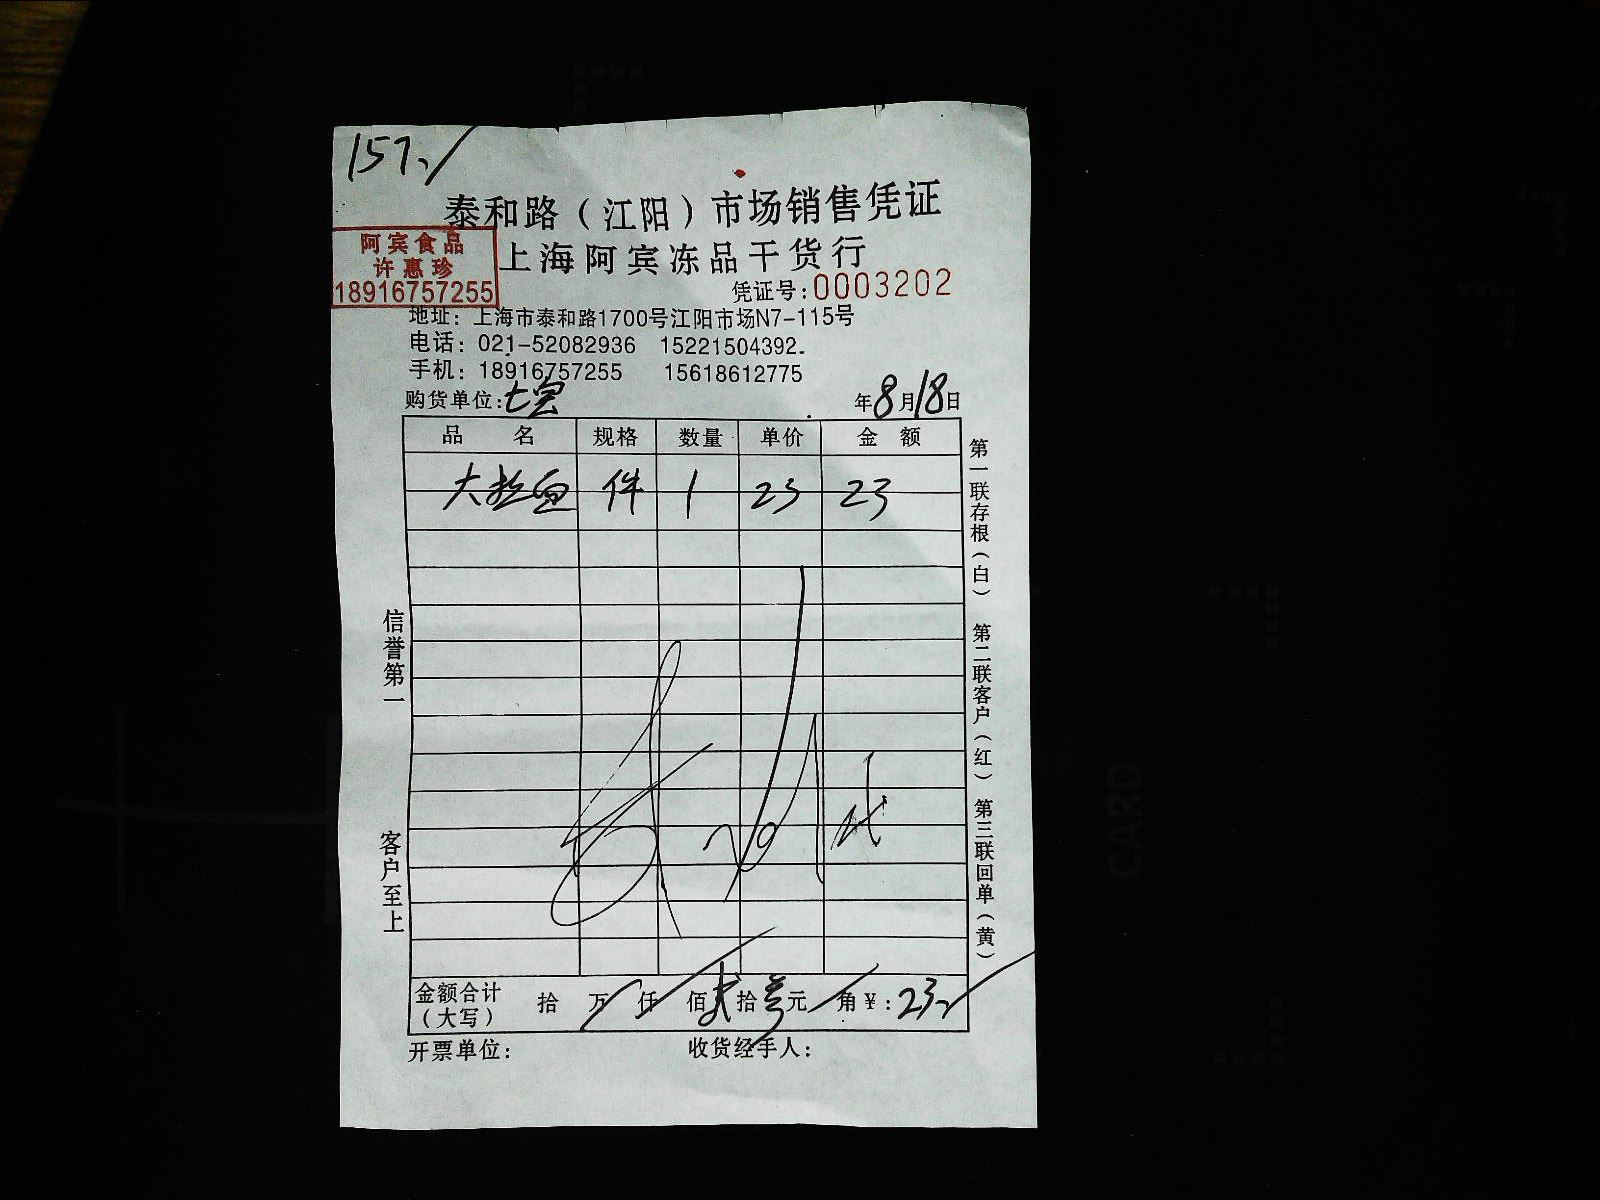 157.
泰和路（江阳）市场销售凭证
阿宾食品
许惠珍
18916757255
上海阿宾冻品干货行
凭证号:0003202
地址：上海市泰和路1700号江阳市场N7-115号
电话：021-52082936 15221504392.
手机：18916757255 15618612775
购货单位: 年8月18日
品 名 规格 数量 单价 金 额
大拉面 件 1 23 23
第一联存根（白） 第二联客户（红） 第三联回单（黄）
信誉第一
客户至上
金额合计（大写） 拾 万 仟 佰 贰拾叁元 角 ¥:23.
开票单位: 收货经手人:
CARD